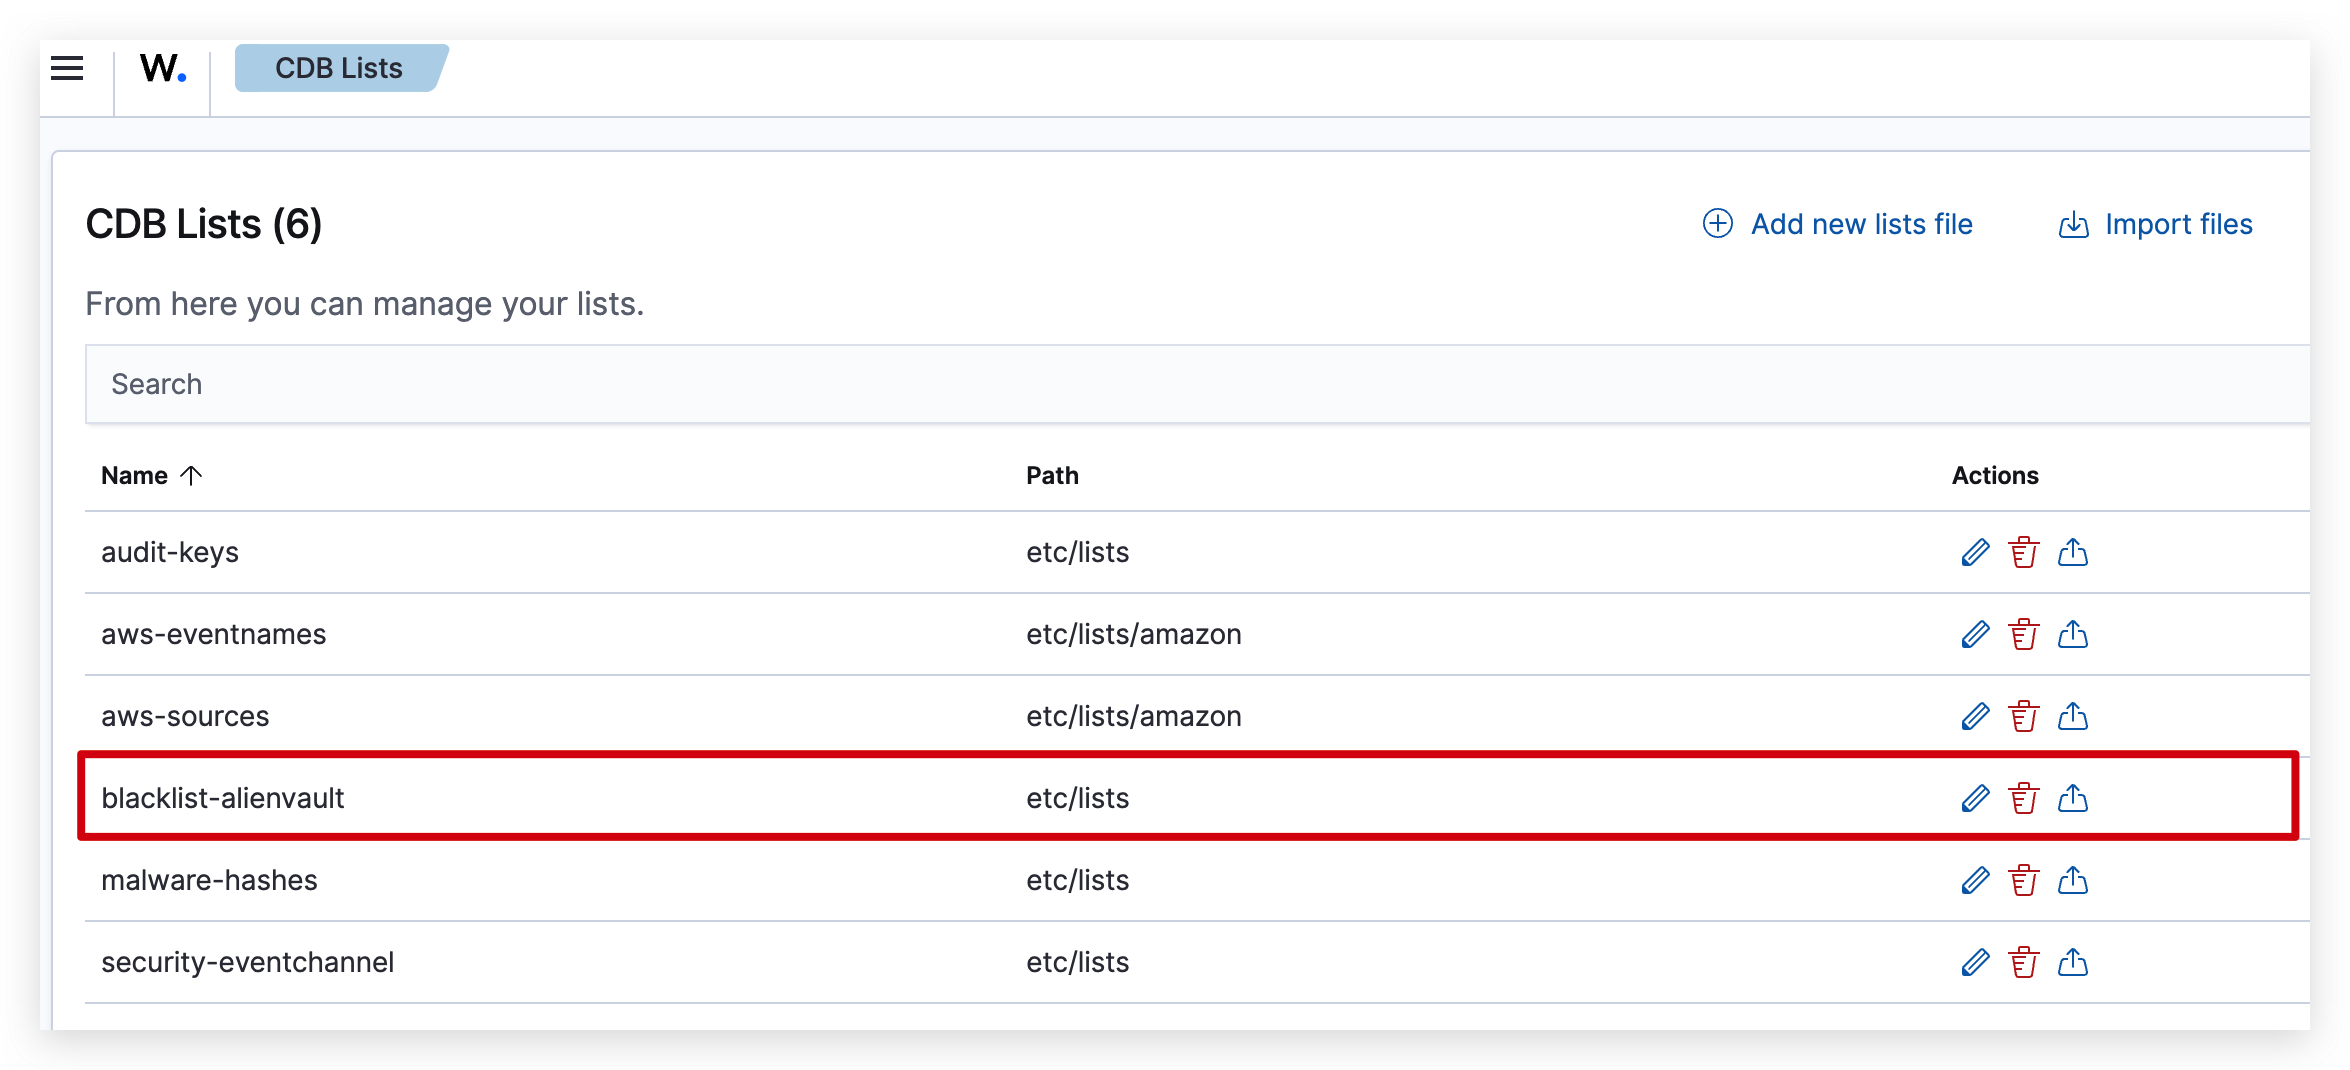 W. CDB Lists
CDB Lists (6) Add new lists file Import files
From here you can manage your lists.
Search
Name Path Actions
audit-keys etc/lists
aws-eventnames etc/lists/amazon
aws-sources etc/lists/amazon
blacklist-alienvault etc/lists
malware-hashes etc/lists
security-eventchannel etc/lists